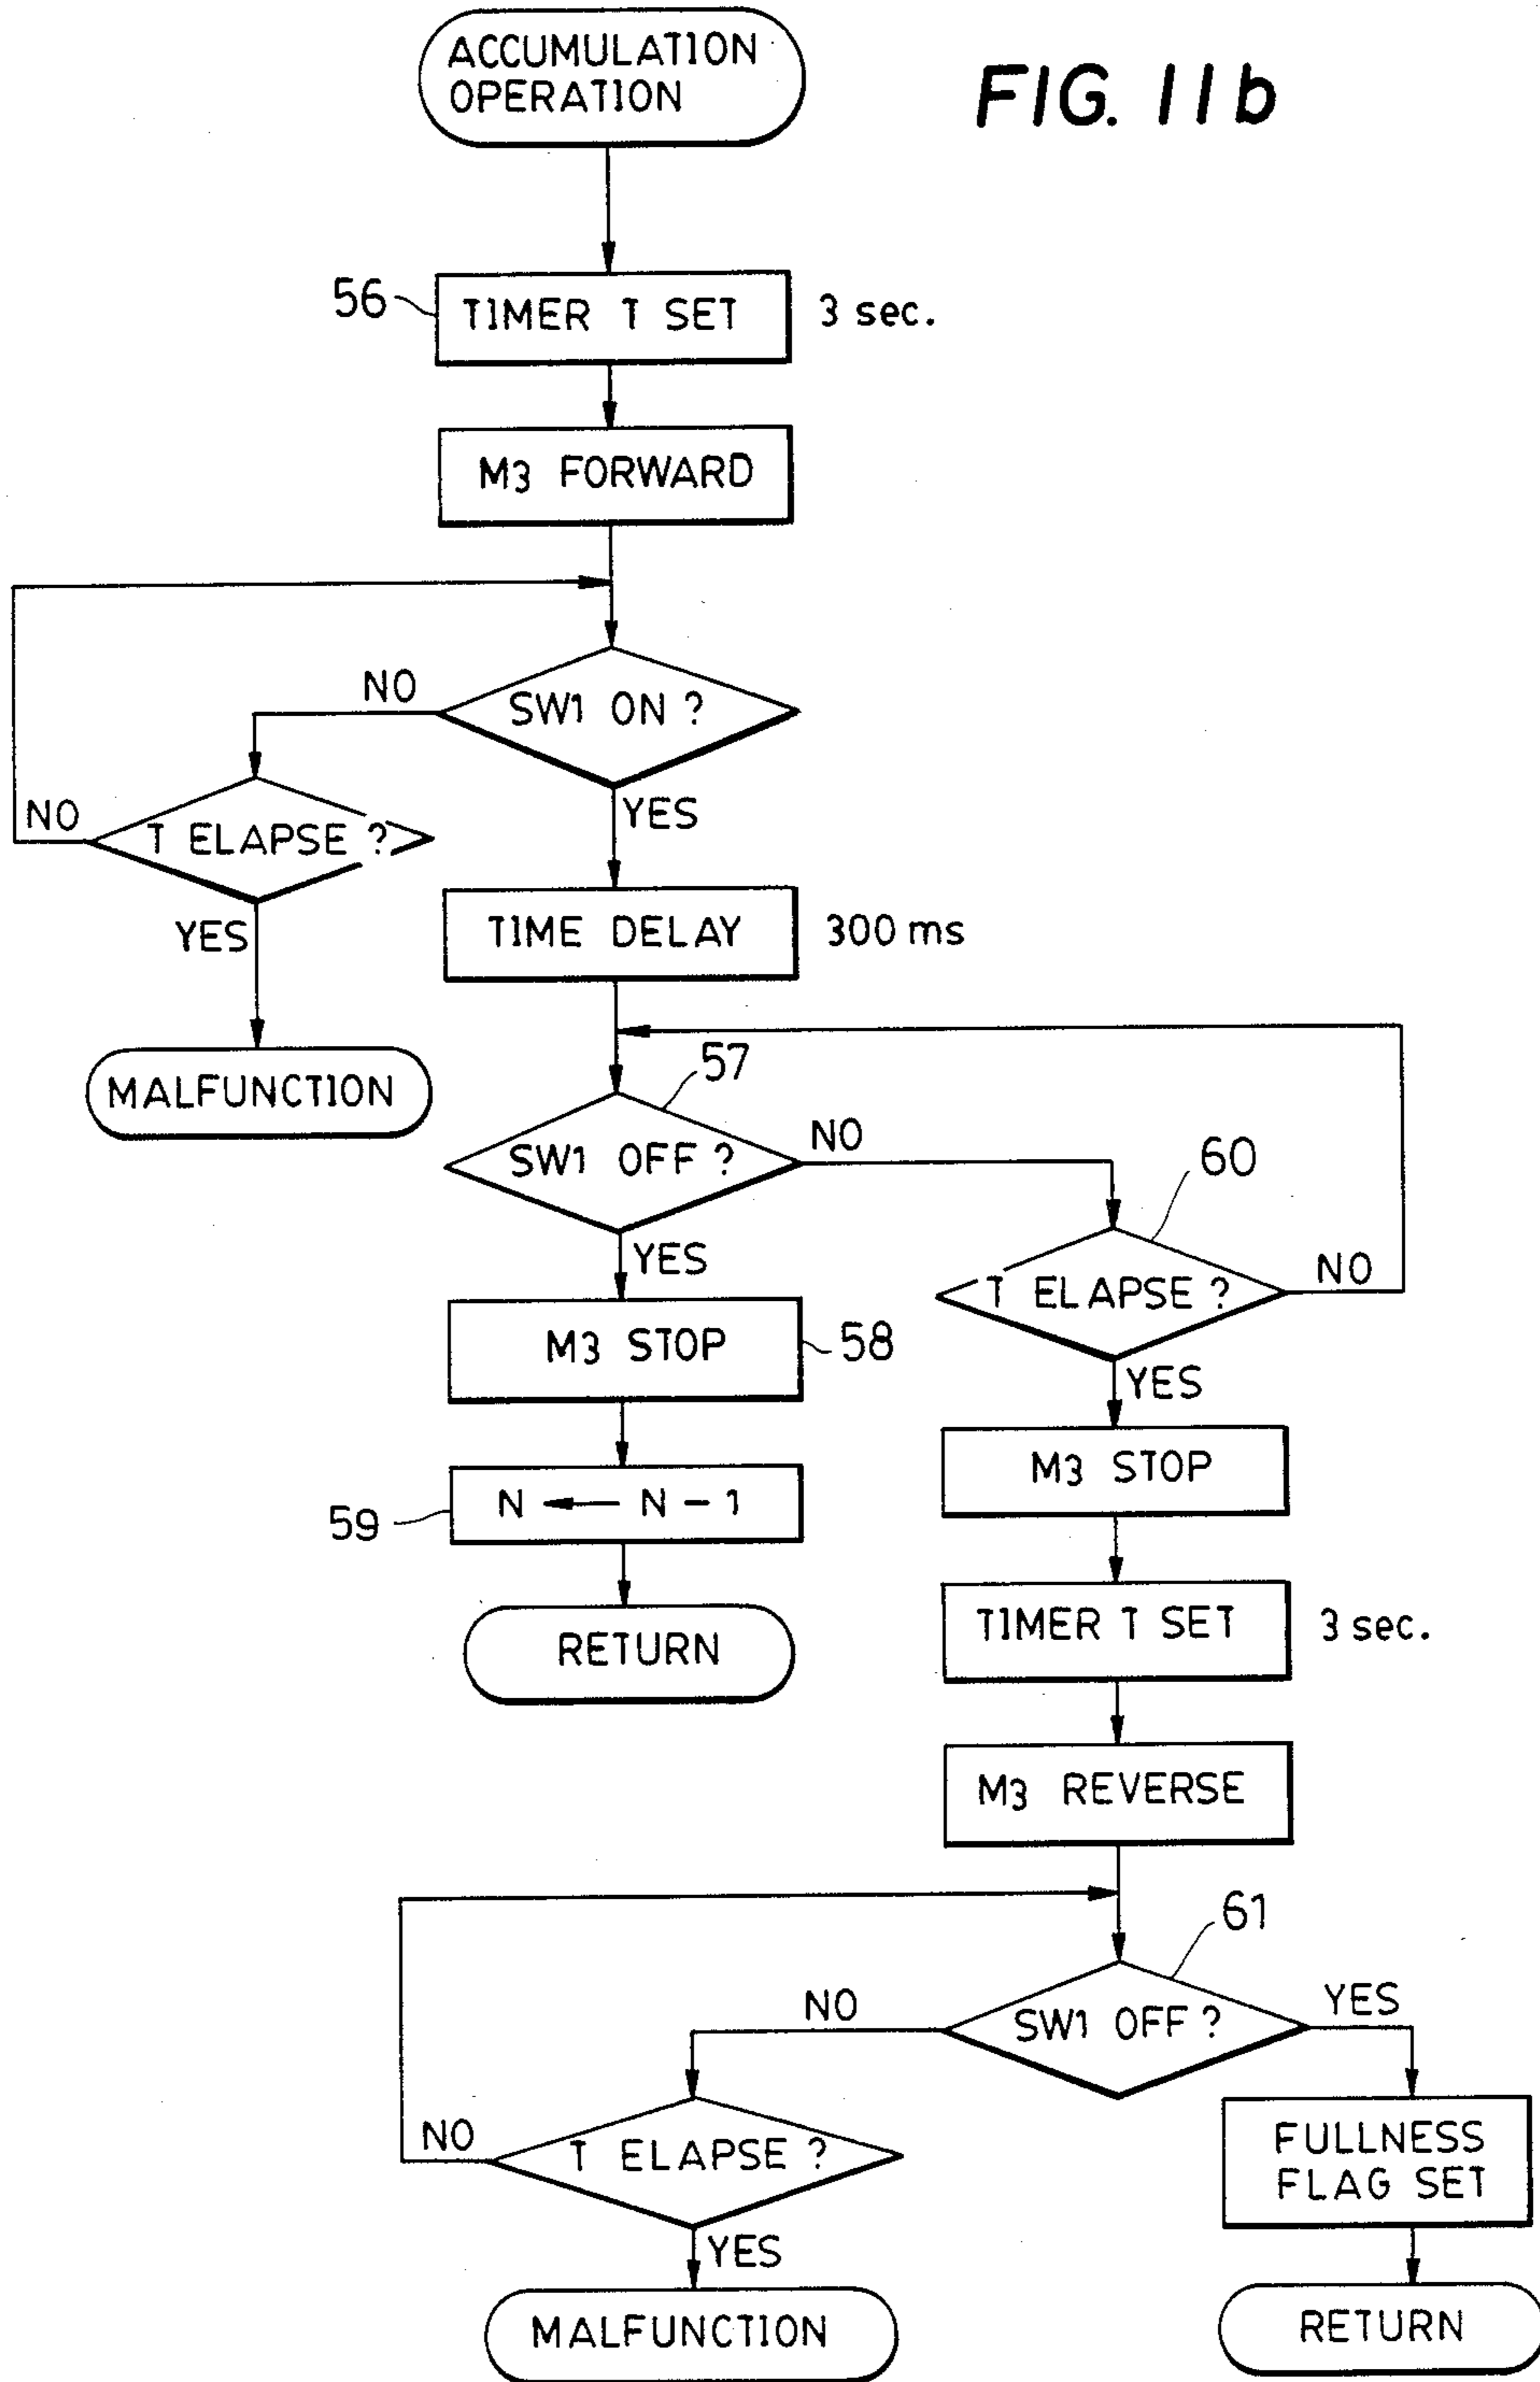 ACCUMULATION
OPERATION
FIG. 11b
56
TIMER T SET
3 sec.
M3 FORWARD
NO
SW1 ON ?
NO
T ELAPSE ?
YES
YES
TIME DELAY
300 ms
MALFUNCTION
57
SW1 OFF ?
NO
60
YES
T ELAPSE ?
NO
M3 STOP
58
YES
M3 STOP
59
N ← N - 1
TIMER T SET
3 sec.
RETURN
M3 REVERSE
61
NO
SW1 OFF ?
YES
NO
T ELAPSE ?
FULLNESS
FLAG SET
YES
MALFUNCTION
RETURN